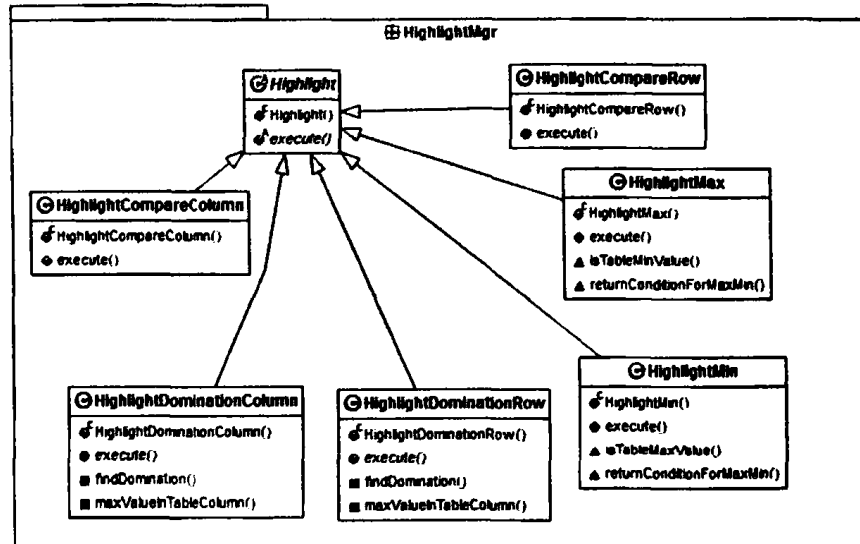 HighlightMgr
Highlight
Highlight()
execute()
HighlightCompareRow
HighlightCompareRow()
execute()
HighlightCompareColumn
HighlightCompareColumn()
execute()
HighlightMax
HighlightMax()
execute()
isTableMinValue()
returnConditionForMaxMin()
HighlightDominationColumn
HighlightDominationColumn()
execute()
findDomination()
maxValueInTableColumn()
HighlightDominationRow
HighlightDominationRow()
execute()
findDomination()
maxValueInTableColumn()
HighlightMin
HighlightMin()
execute()
isTableMaxValue()
returnConditionForMaxMin()